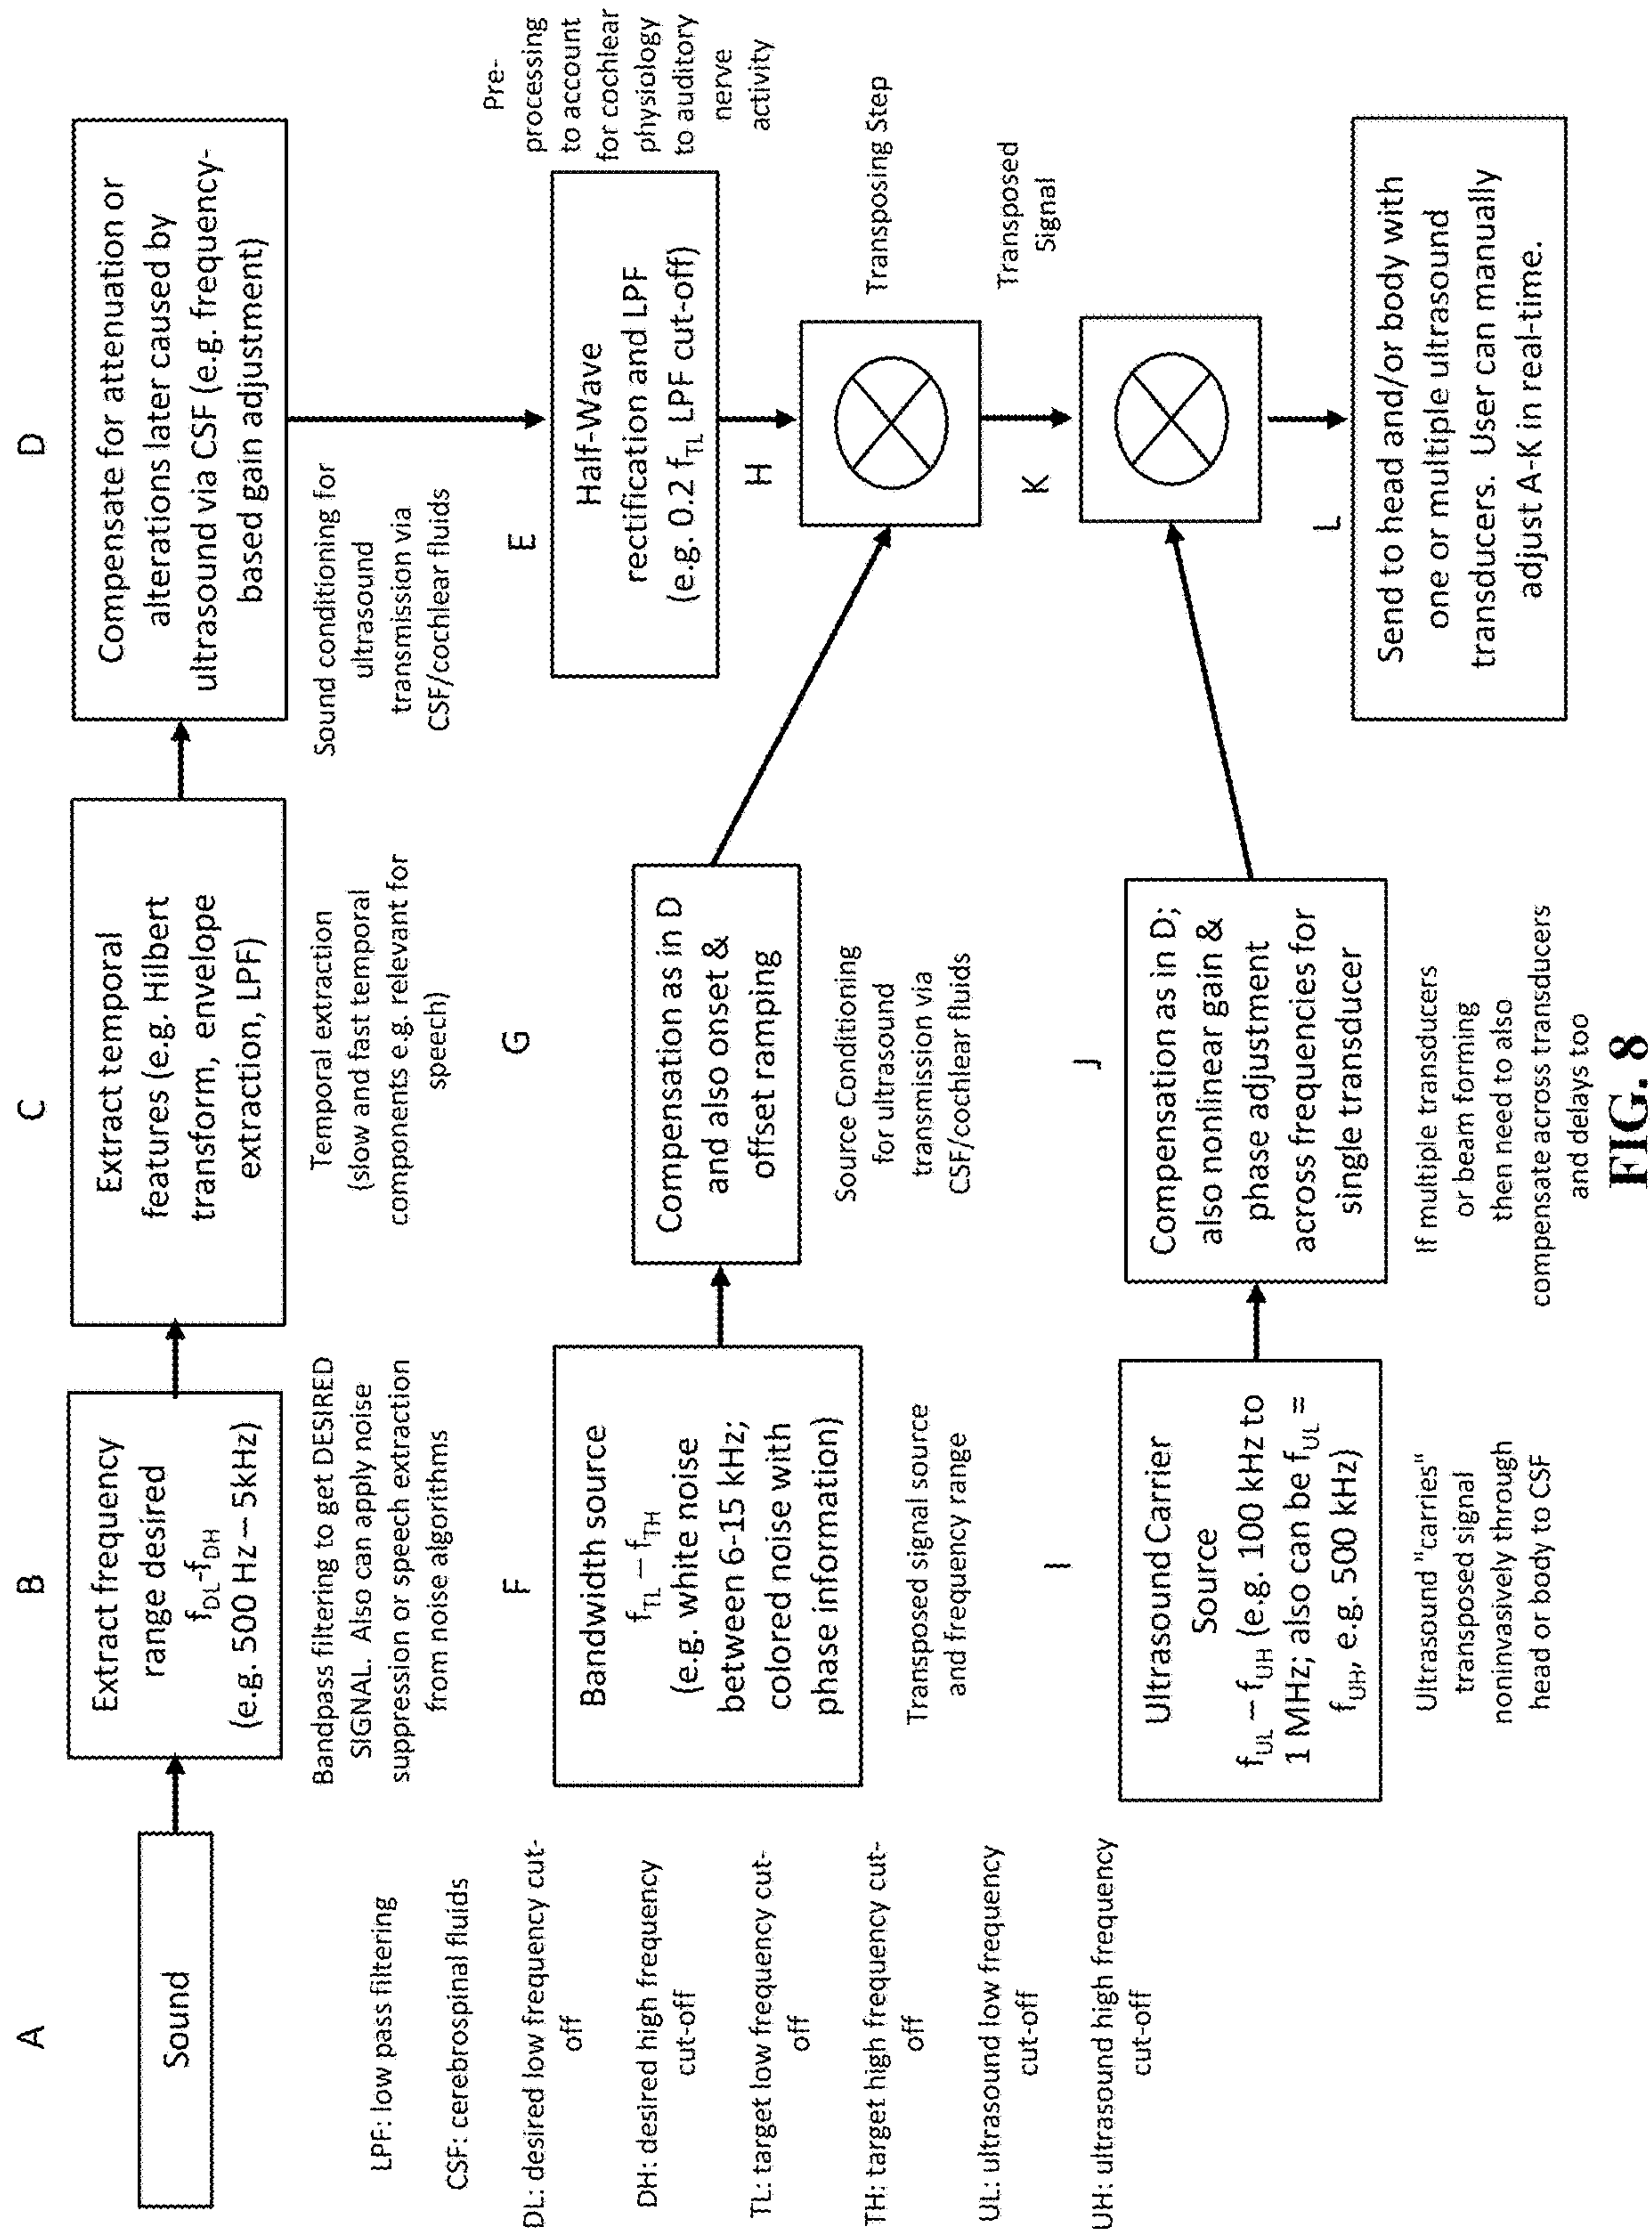 A
Sound
B
Extract frequency
range desired
fDL-fDH
(e.g. 500 Hz – 5kHz)
Bandpass filtering to get DESIRED
SIGNAL. Also can apply noise
suppression or speech extraction
from noise algorithms
C
Extract temporal
features (e.g. Hilbert
transform, envelope
extraction, LPF)
Temporal extraction
(slow and fast temporal
components e.g. relevant for
speech)
D
Compensate for attenuation or
alterations later caused by
ultrasound via CSF (e.g. frequency-
based gain adjustment)
Sound conditioning for
ultrasound
transmission via
CSF/cochlear fluids
LPF: low pass filtering
CSF: cerebrospinal fluids
DL: desired low frequency cut-
off
DH: desired high frequency
cut-off
TL: target low frequency cut-
off
TH: target high frequency cut-
off
UL: ultrasound low frequency
cut-off
UH: ultrasound high frequency
cut-off
E
Half-Wave
rectification and LPF
(e.g. 0.2 fTL LPF cut-off)
Pre-
processing
to account
for cochlear
physiology
to auditory
nerve
activity
F
Bandwidth source
fTL – fTH
(e.g. white noise
between 6-15 kHz;
colored noise with
phase information)
Transposed signal source
and frequency range
G
Compensation as in D
and also onset &
offset ramping
Source Conditioning
for ultrasound
transmission via
CSF/cochlear fluids
H
Transposing Step
Transposed
Signal
I
Ultrasound Carrier
Source
fUL – fUH (e.g. 100 kHz to
1 MHz; also can be fUL =
fUH, e.g. 500 kHz)
Ultrasound "carries"
transposed signal
noninvasively through
head or body to CSF
J
Compensation as in D;
also nonlinear gain &
phase adjustment
across frequencies for
single transducer
If multiple transducers
or beam forming
then need to also
compensate across transducers
and delays too
K
L
Send to head and/or body with
one or multiple ultrasound
transducers. User can manually
adjust A-K in real-time.
FIG. 8